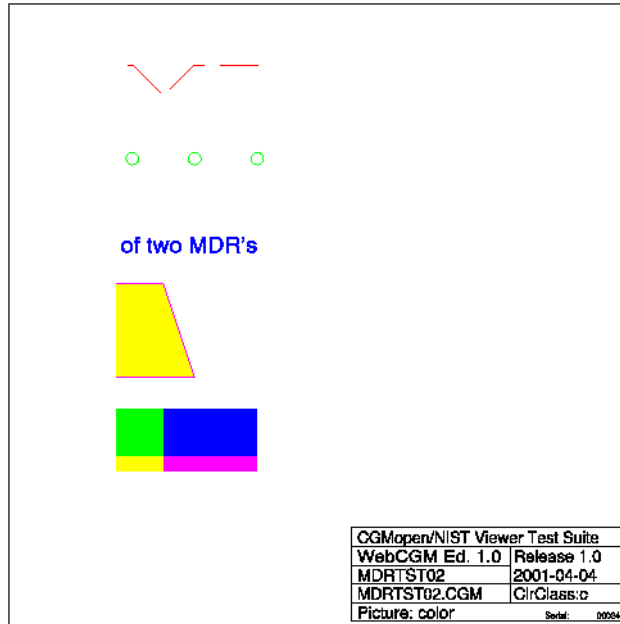 of two MDR's
CGMopen/NIST Viewer Test Suite
WebCGM Ed. 1.0 Release 1.0
MDRTST02 2001-04-04
MDRTST02.CGM ClrClass:c
Picture: color Serial: